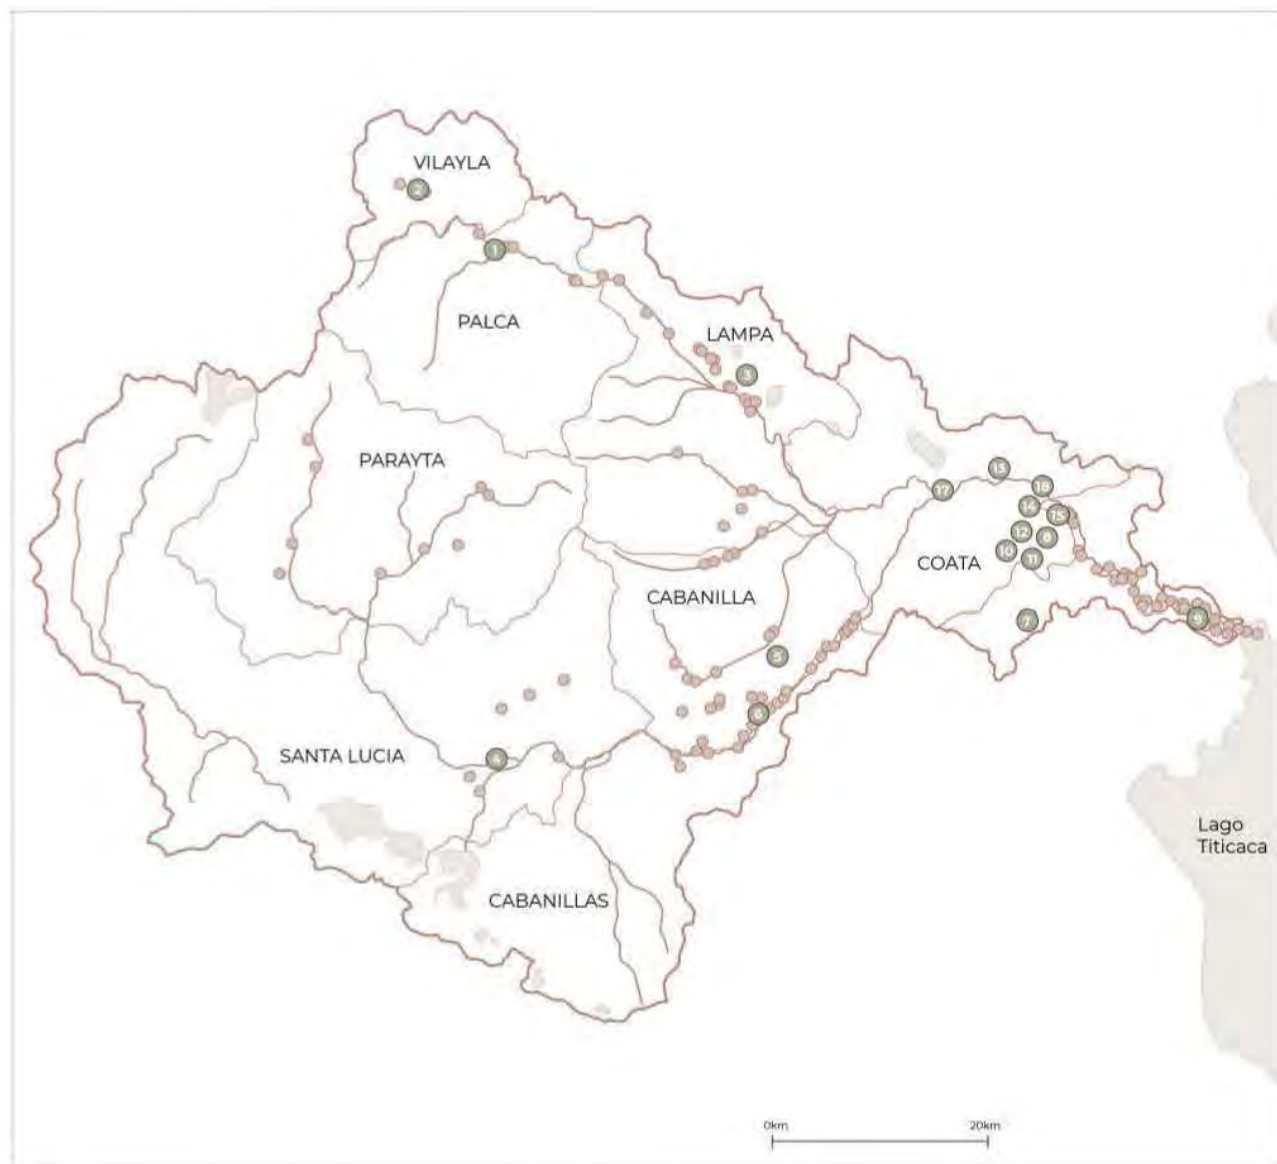 VILAYLA
2
1
PALCA
LAMPA
3
PARAYTA
13
17
18
14
15
12
8
10
11
COATA
CABANILLA
7
9
5
6
SANTA LUCIA
4
Lago
Titicaca
CABANILLAS
0km
20km